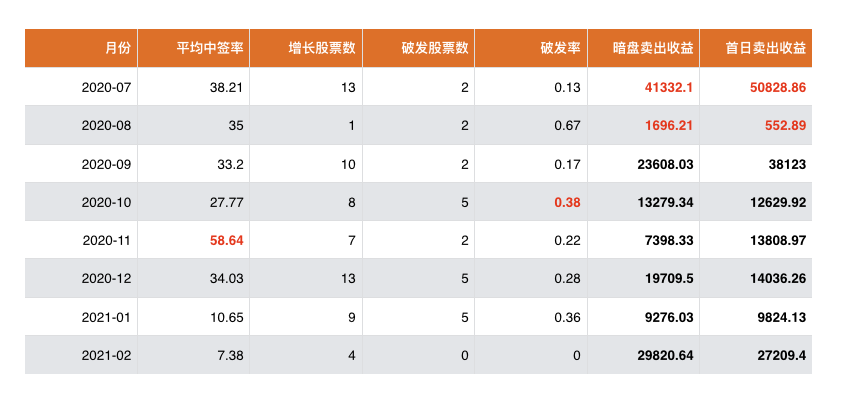 月份 平均中签率 增长股票数 破发股票数 破发率 暗盘卖出收益 首日卖出收益
2020-07 38.21 13 2 0.13 41332.1 50828.86
2020-08 35 1 2 0.67 1696.21 552.89
2020-09 33.2 10 2 0.17 23608.03 38123
2020-10 27.77 8 5 0.38 13279.34 12629.92
2020-11 58.64 7 2 0.22 7398.33 13808.97
2020-12 34.03 13 5 0.28 19709.5 14036.26
2021-01 10.65 9 5 0.36 9276.03 9824.13
2021-02 7.38 4 0 0 29820.64 27209.4